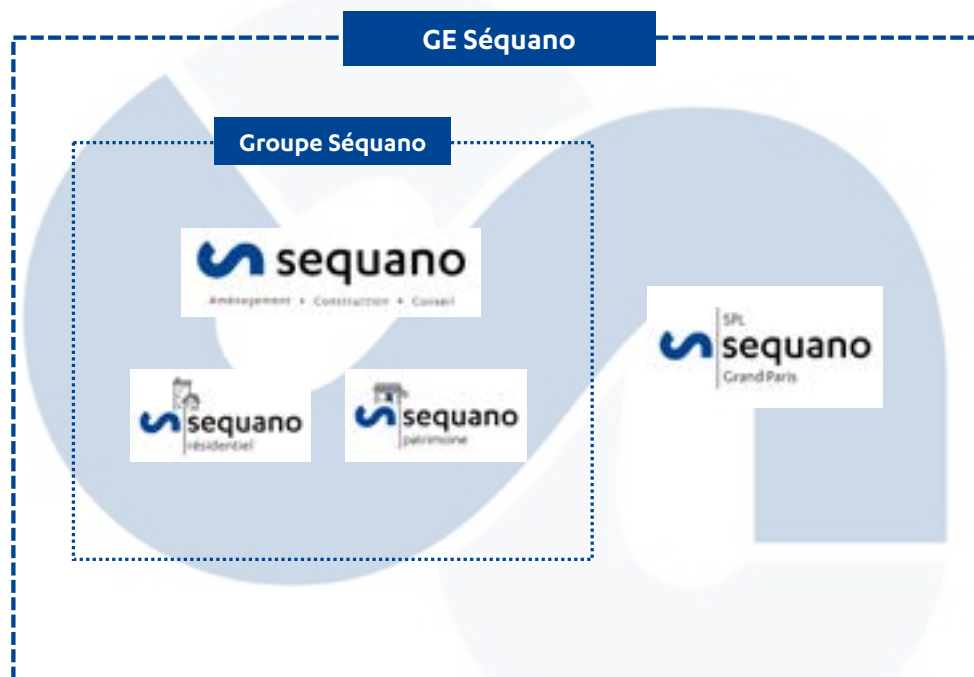 GE Séquano
Groupe Séquano
sequano
Aménagement • Construction • Conseil
sequano
résidentiel
sequano
patrimoine
SPL
sequano
Grand Paris